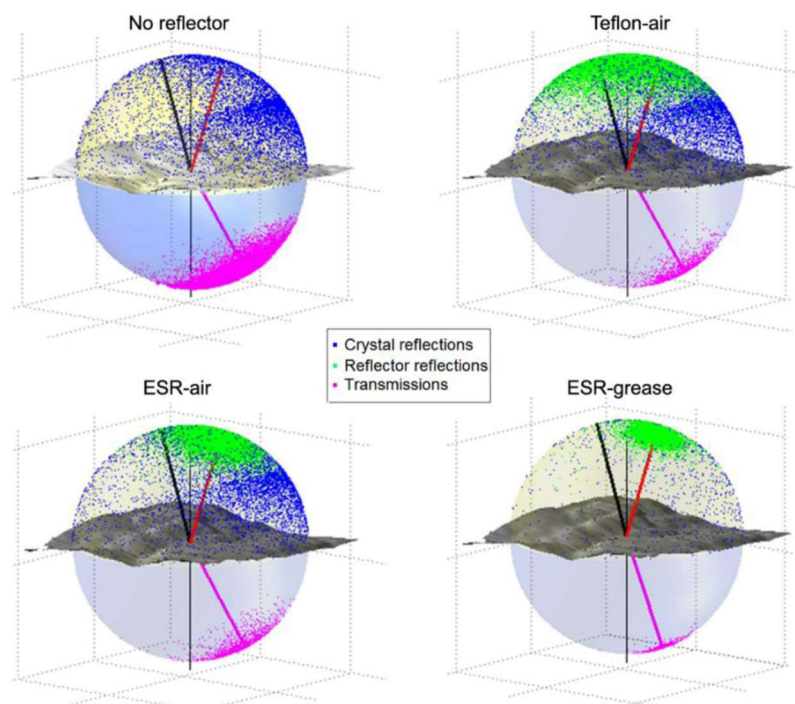 No reflector
Teflon-air
Crystal reflections
Reflector reflections
Transmissions
ESR-air
ESR-grease